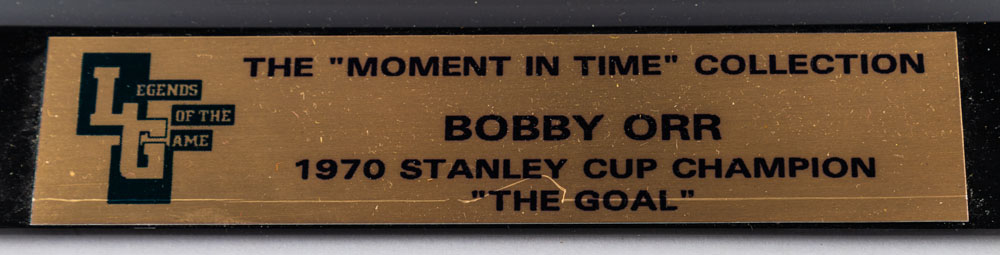 LEGENDS
OF THE
GAME
THE "MOMENT IN TIME" COLLECTION
BOBBY ORR
1970 STANLEY CUP CHAMPION
"THE GOAL"